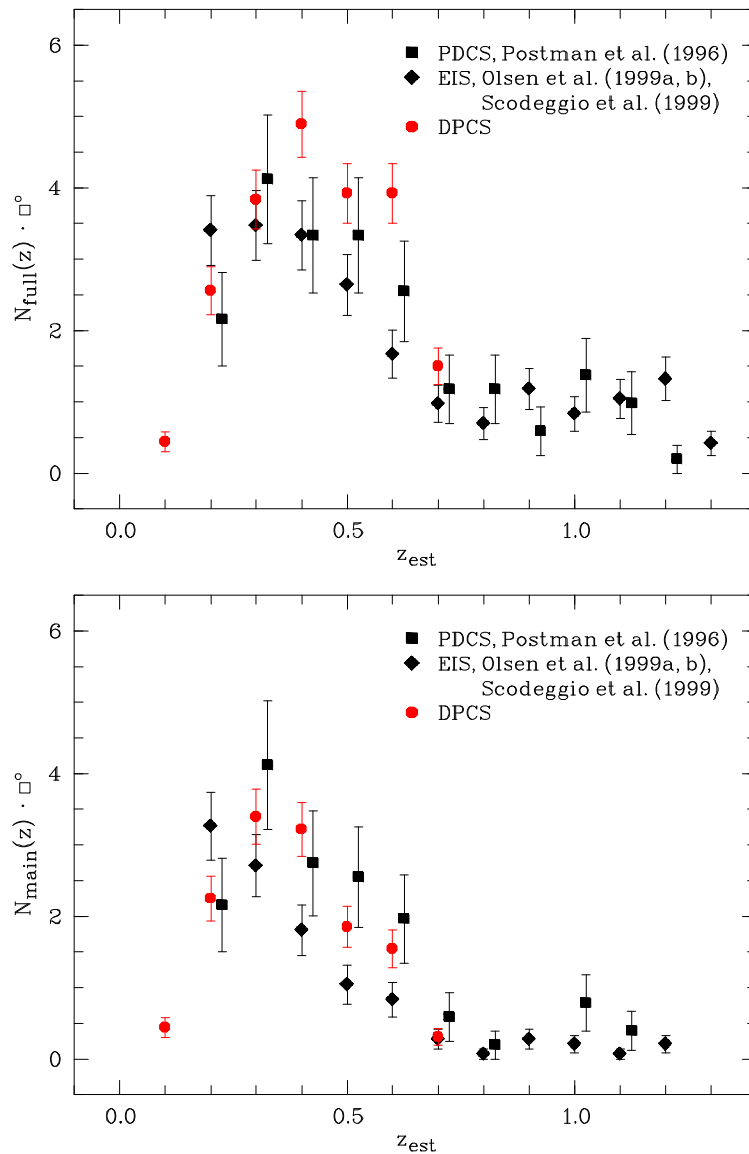 6
4
2
0
N_full(z) · □°
PDCS, Postman et al. (1996)
EIS, Olsen et al. (1999a, b),
Scodeggio et al. (1999)
DPCS
0.0 0.5 1.0
z_est
6
4
2
0
N_main(z) · □°
PDCS, Postman et al. (1996)
EIS, Olsen et al. (1999a, b),
Scodeggio et al. (1999)
DPCS
0.0 0.5 1.0
z_est